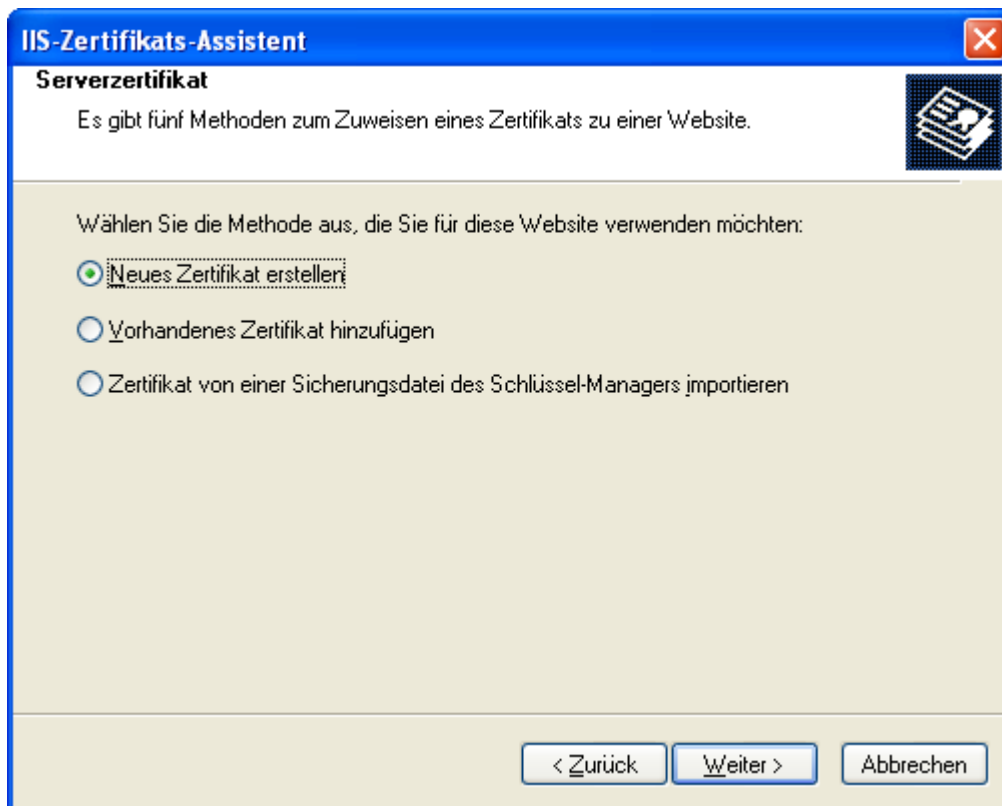 IIS-Zertifikats-Assistent
Serverzertifikat
Es gibt fünf Methoden zum Zuweisen eines Zertifikats zu einer Website.
Wählen Sie die Methode aus, die Sie für diese Website verwenden möchten:
Neues Zertifikat erstellen
Vorhandenes Zertifikat hinzufügen
Zertifikat von einer Sicherungsdatei des Schlüssel-Managers importieren
< Zurück Weiter > Abbrechen